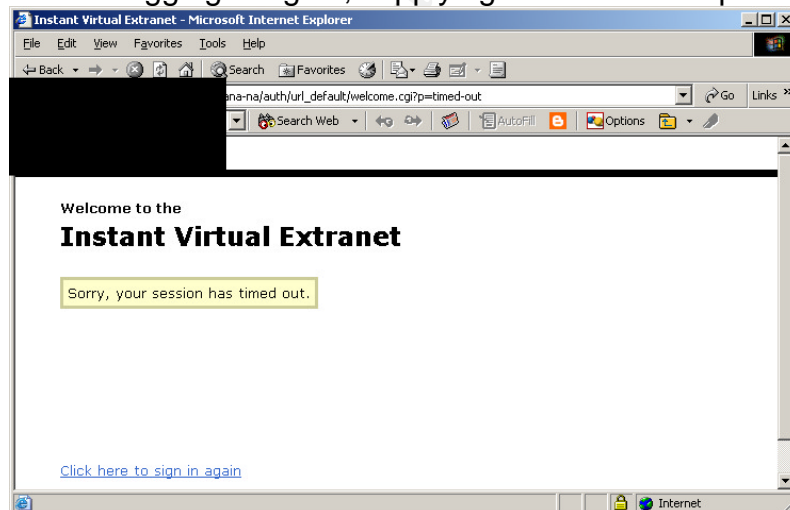 Instant Virtual Extranet - Microsoft Internet Explorer
File Edit View Favorites Tools Help
Back Search Favorites
ana-na/auth/url_default/welcome.cgi?p=timed-out Go Links »
Search Web AutoFill Options
Welcome to the
Instant Virtual Extranet
Sorry, your session has timed out.
Click here to sign in again
Internet